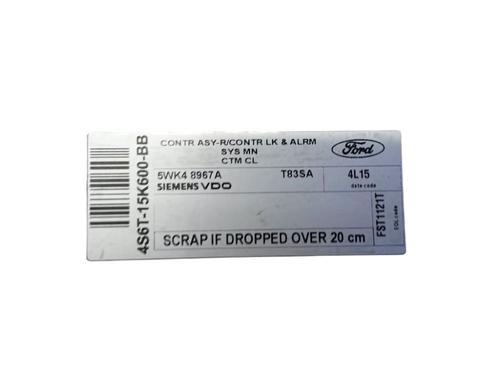 CONTR ASY-R/CONTR LK & ALRM
SYS MN
CTM CL
Ford
5WK4 8967A T83SA 4L15
SIEMENS VDO date code
SCRAP IF DROPPED OVER 20 cm
4S6T-15K600-BB
FST1121T
EOL code